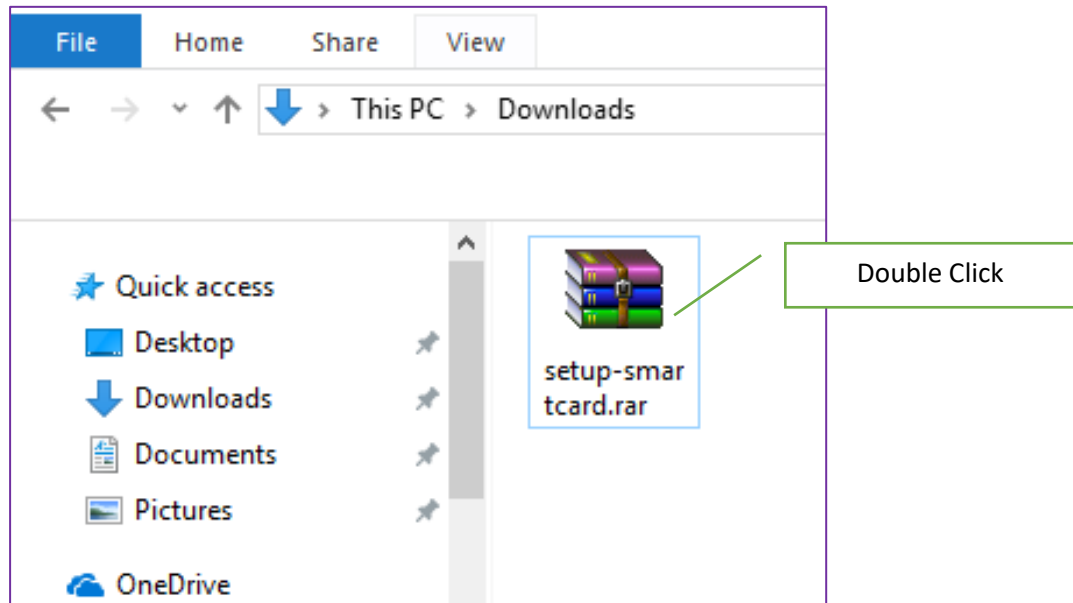 File Home Share View
This PC > Downloads
Quick access
Desktop
Downloads
Documents
Pictures
OneDrive
setup-smar
tcard.rar
Double Click